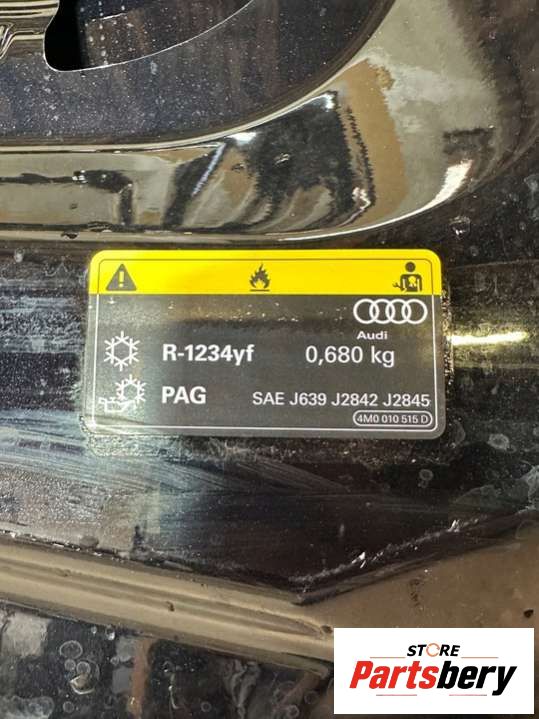 Audi
R-1234yf 0,680 kg
PAG SAE J639 J2842 J2845
4M0 010 515 D
STORE
Partsbery